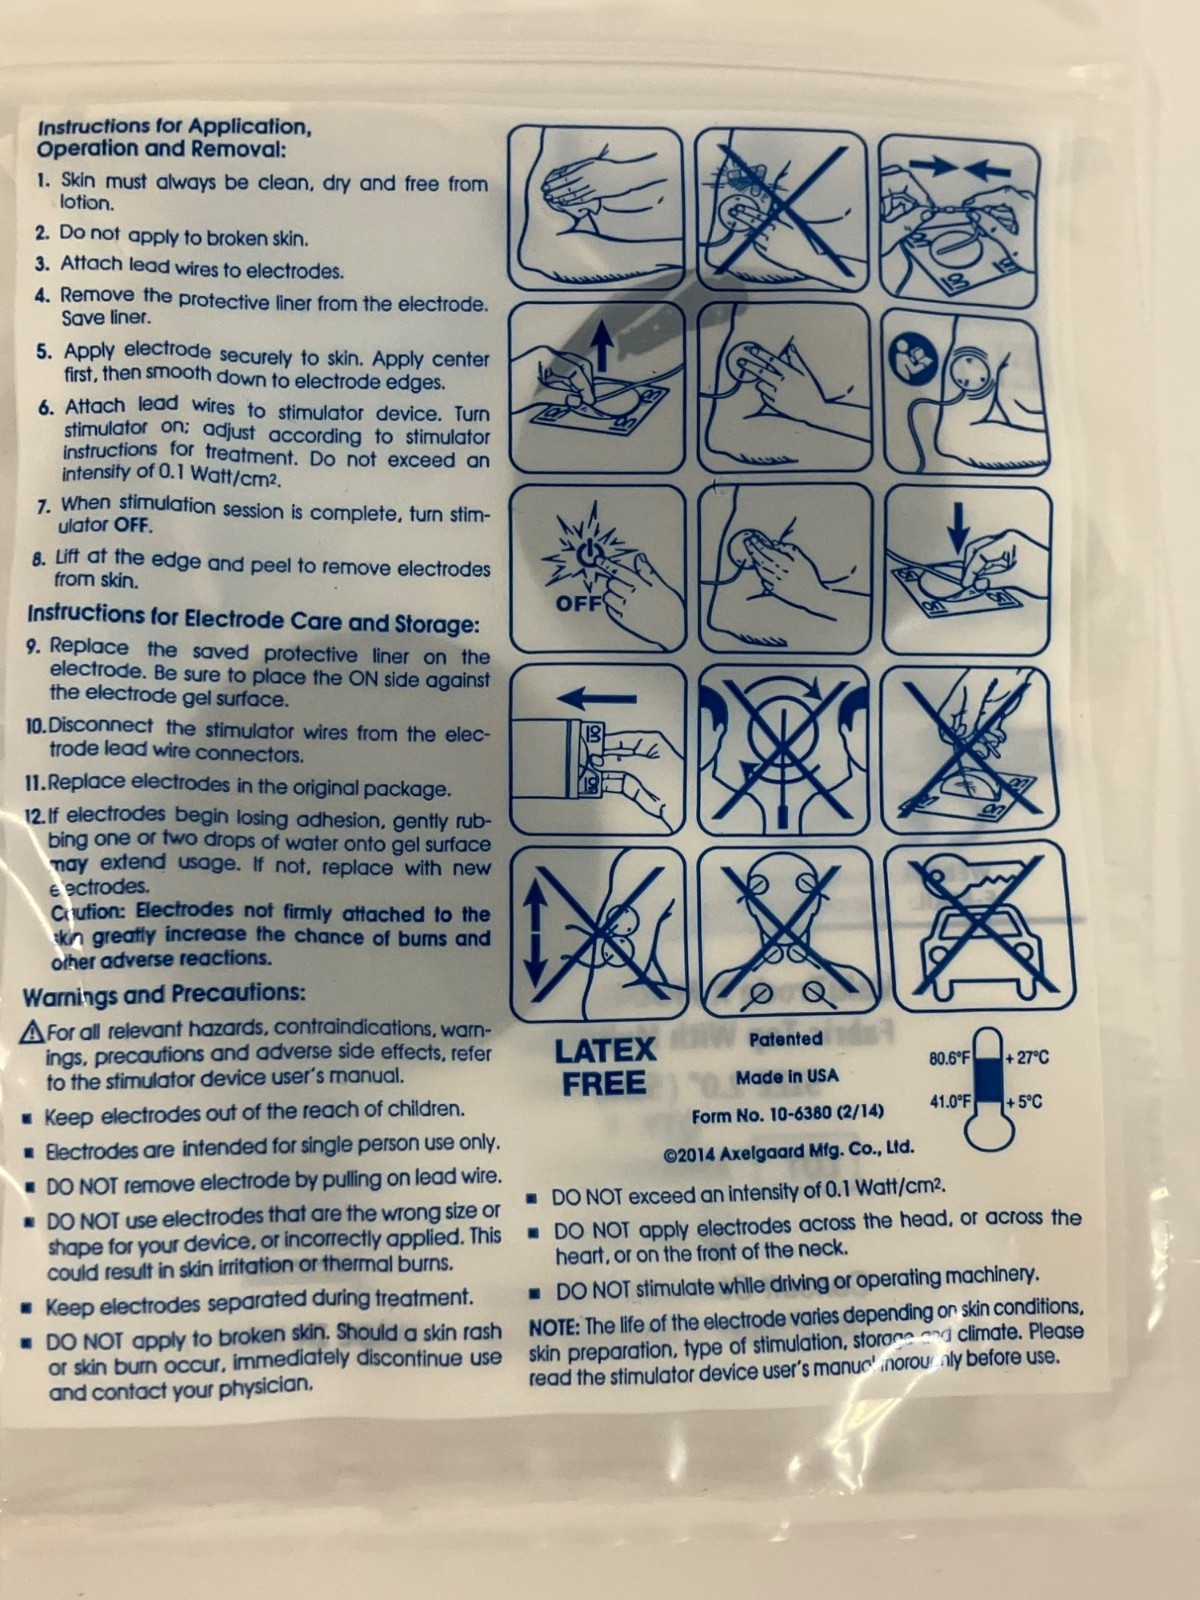 Instructions for Application,
Operation and Removal:
1. Skin must always be clean, dry and free from
lotion.
2. Do not apply to broken skin.
3. Attach lead wires to electrodes.
4. Remove the protective liner from the electrode.
Save liner.
5. Apply electrode securely to skin. Apply center
first, then smooth down to electrode edges.
6. Attach lead wires to stimulator device. Turn
stimulator on; adjust according to stimulator
instructions for treatment. Do not exceed an
intensity of 0.1 Watt/cm².
7. When stimulation session is complete, turn stim-
ulator OFF.
8. Lift at the edge and peel to remove electrodes
from skin.
Instructions for Electrode Care and Storage:
9. Replace the saved protective liner on the
electrode. Be sure to place the ON side against
the electrode gel surface.
10. Disconnect the stimulator wires from the elec-
trode lead wire connectors.
11. Replace electrodes in the original package.
12. If electrodes begin losing adhesion, gently rub-
bing one or two drops of water onto gel surface
may extend usage. If not, replace with new
electrodes.
Caution: Electrodes not firmly attached to the
skin greatly increase the chance of burns and
other adverse reactions.
Warnings and Precautions:
For all relevant hazards, contraindications, warn-
ings, precautions and adverse side effects, refer
to the stimulator device user's manual.
▪ Keep electrodes out of the reach of children.
▪ Electrodes are intended for single person use only.
▪ DO NOT remove electrode by pulling on lead wire.
▪ DO NOT use electrodes that are the wrong size or
shape for your device, or incorrectly applied. This
could result in skin irritation or thermal burns.
▪ Keep electrodes separated during treatment.
▪ DO NOT apply to broken skin. Should a skin rash
or skin burn occur, immediately discontinue use
and contact your physician.
OFF
LATEX
FREE
Patented
Made in USA
Form No. 10-6380 (2/14)
©2014 Axelgaard Mfg. Co., Ltd.
80.6°F +27°C
41.0°F +5°C
▪ DO NOT exceed an intensity of 0.1 Watt/cm².
▪ DO NOT apply electrodes across the head, or across the
heart, or on the front of the neck.
▪ DO NOT stimulate while driving or operating machinery.
NOTE: The life of the electrode varies depending on skin conditions,
skin preparation, type of stimulation, storage and climate. Please
read the stimulator device user's manual thoroughly before use.